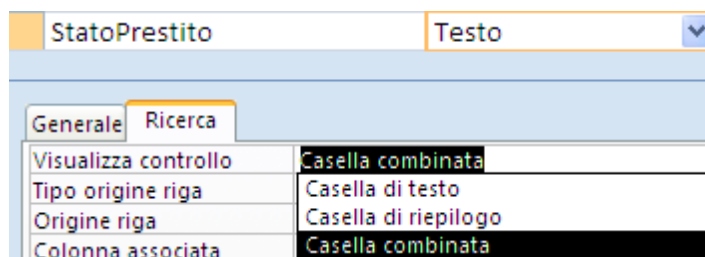 StatoPrestito Testo
Generale Ricerca
Visualizza controllo Casella combinata
Tipo origine riga Casella di testo
Origine riga Casella di riepilogo
Colonna associata Casella combinata